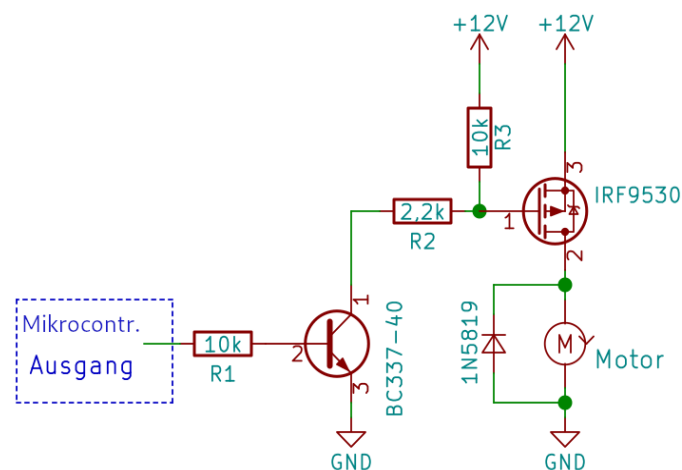 +12V
+12V
10k
R3
3
IRF9530
2,2k
R2
1
2
1
Mikrocontr.
Ausgang
10k
R1
2
3
BC337-40
1N5819
M
Motor
GND
GND